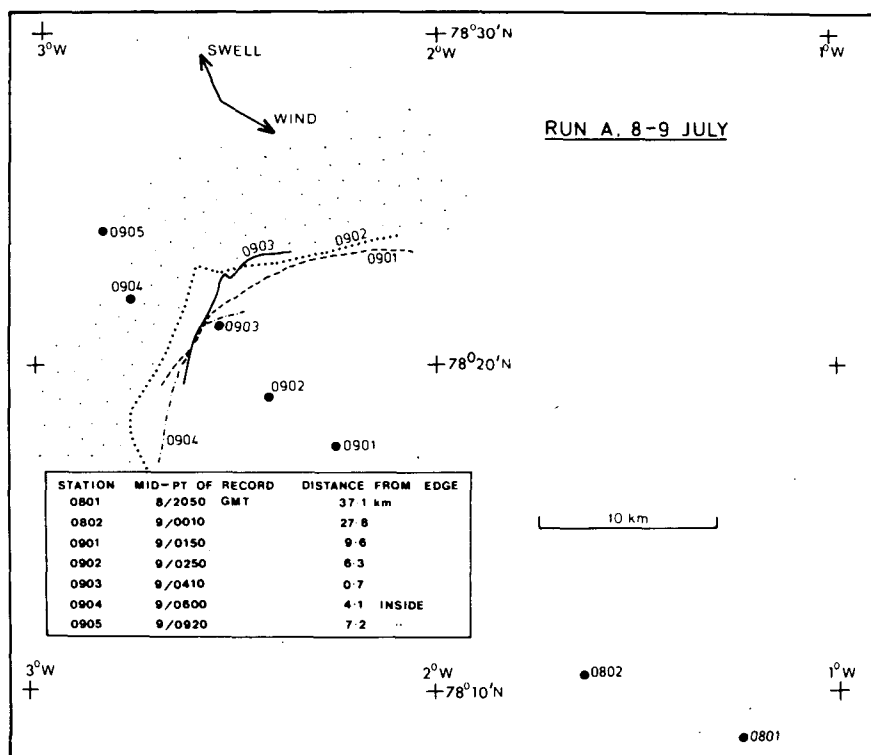 3°W
2°W
78°30'N
1°W
SWELL
WIND
RUN A, 8-9 JULY
0905
0903
0902
0901
0904
0903
78°20'N
0902
0904
0901
STATION MID-PT OF RECORD DISTANCE FROM EDGE
0801 8/2050 GMT 37·1 km
0802 9/0010 27·8
0901 9/0150 9·6
0902 9/0250 6·3
0903 9/0410 0·7
0904 9/0600 4·1 INSIDE
0905 9/0920 7·2 ··
10 km
3°W
2°W
78°10'N
0802
1°W
0801